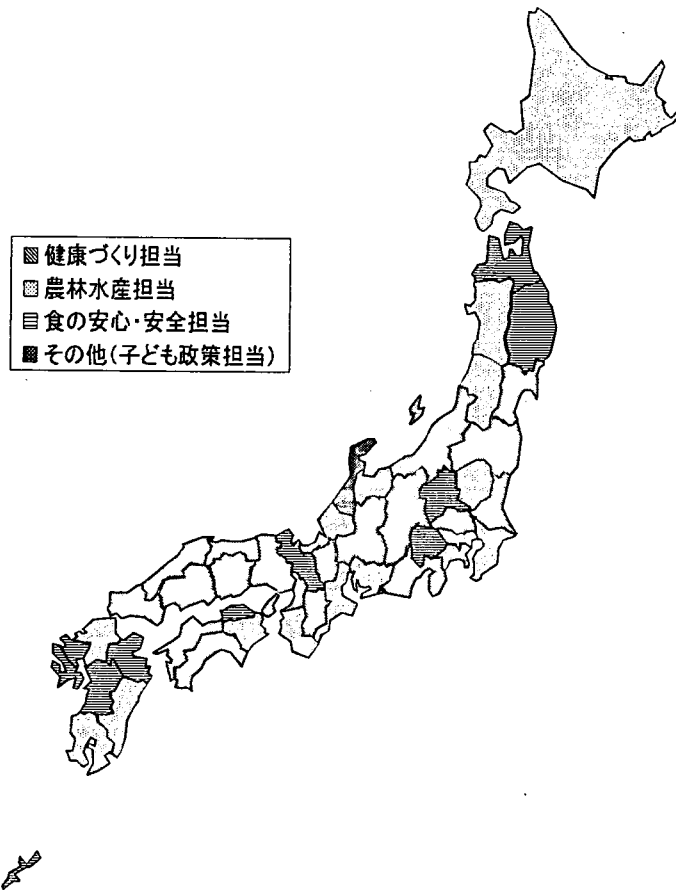 健康づくり担当
農林水産担当
食の安心・安全担当
その他(子ども政策担当)